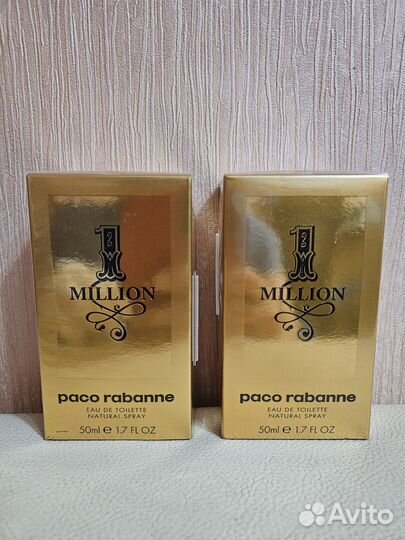 1
MILLION
paco rabanne
EAU DE TOILETTE
NATURAL SPRAY
50ml e 1.7 FL OZ
1
MILLION
paco rabanne
EAU DE TOILETTE
NATURAL SPRAY
50ml e 1.7 FL OZ
Avito